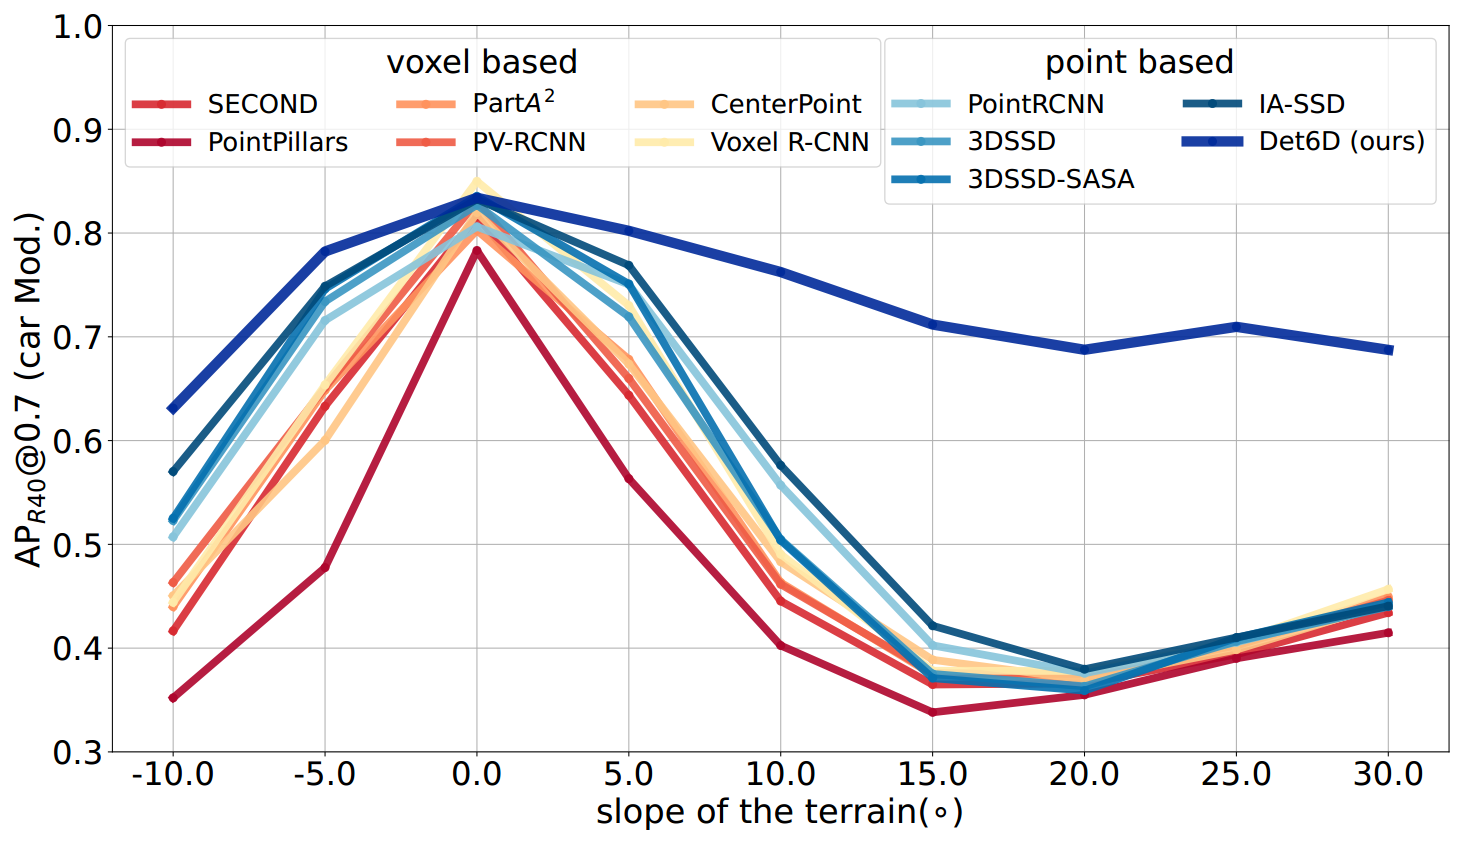 voxel based
SECOND
PartA²
CenterPoint
PointPillars
PV-RCNN
Voxel R-CNN
point based
PointRCNN
IA-SSD
3DSSD
Det6D (ours)
3DSSD-SASA
AP_R40@0.7 (car Mod.)
1.0
0.9
0.8
0.7
0.6
0.5
0.4
0.3
-10.0 -5.0 0.0 5.0 10.0 15.0 20.0 25.0 30.0
slope of the terrain(∘)